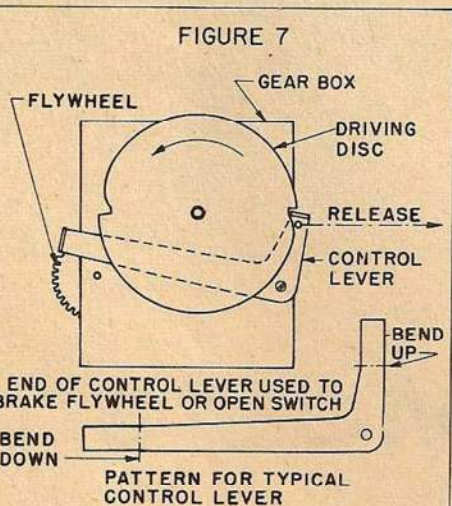 FIGURE 7
GEAR BOX
FLYWHEEL
DRIVING
DISC
RELEASE
CONTROL
LEVER
END OF CONTROL LEVER USED TO
BRAKE FLYWHEEL OR OPEN SWITCH
BEND
UP
BEND
DOWN
PATTERN FOR TYPICAL
CONTROL LEVER